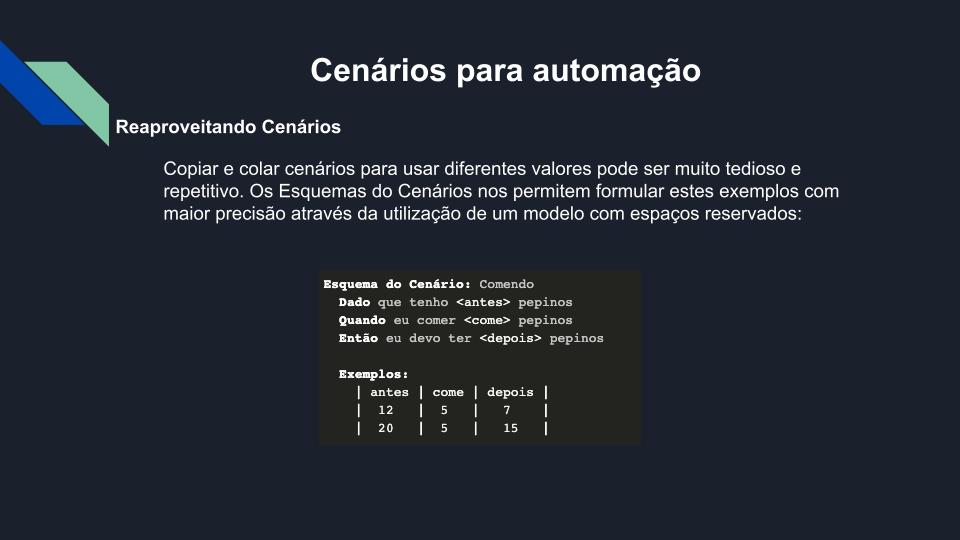 Cenários para automação
Reaproveitando Cenários
Copiar e colar cenários para usar diferentes valores pode ser muito tedioso e
repetitivo. Os Esquemas do Cenários nos permitem formular estes exemplos com
maior precisão através da utilização de um modelo com espaços reservados:
Esquema do Cenário: Comendo
Dado que tenho <antes> pepinos
Quando eu comer <come> pepinos
Então eu devo ter <depois> pepinos
Exemplos:
| antes | come | depois |
| 12 | 5 | 7 |
| 20 | 5 | 15 |